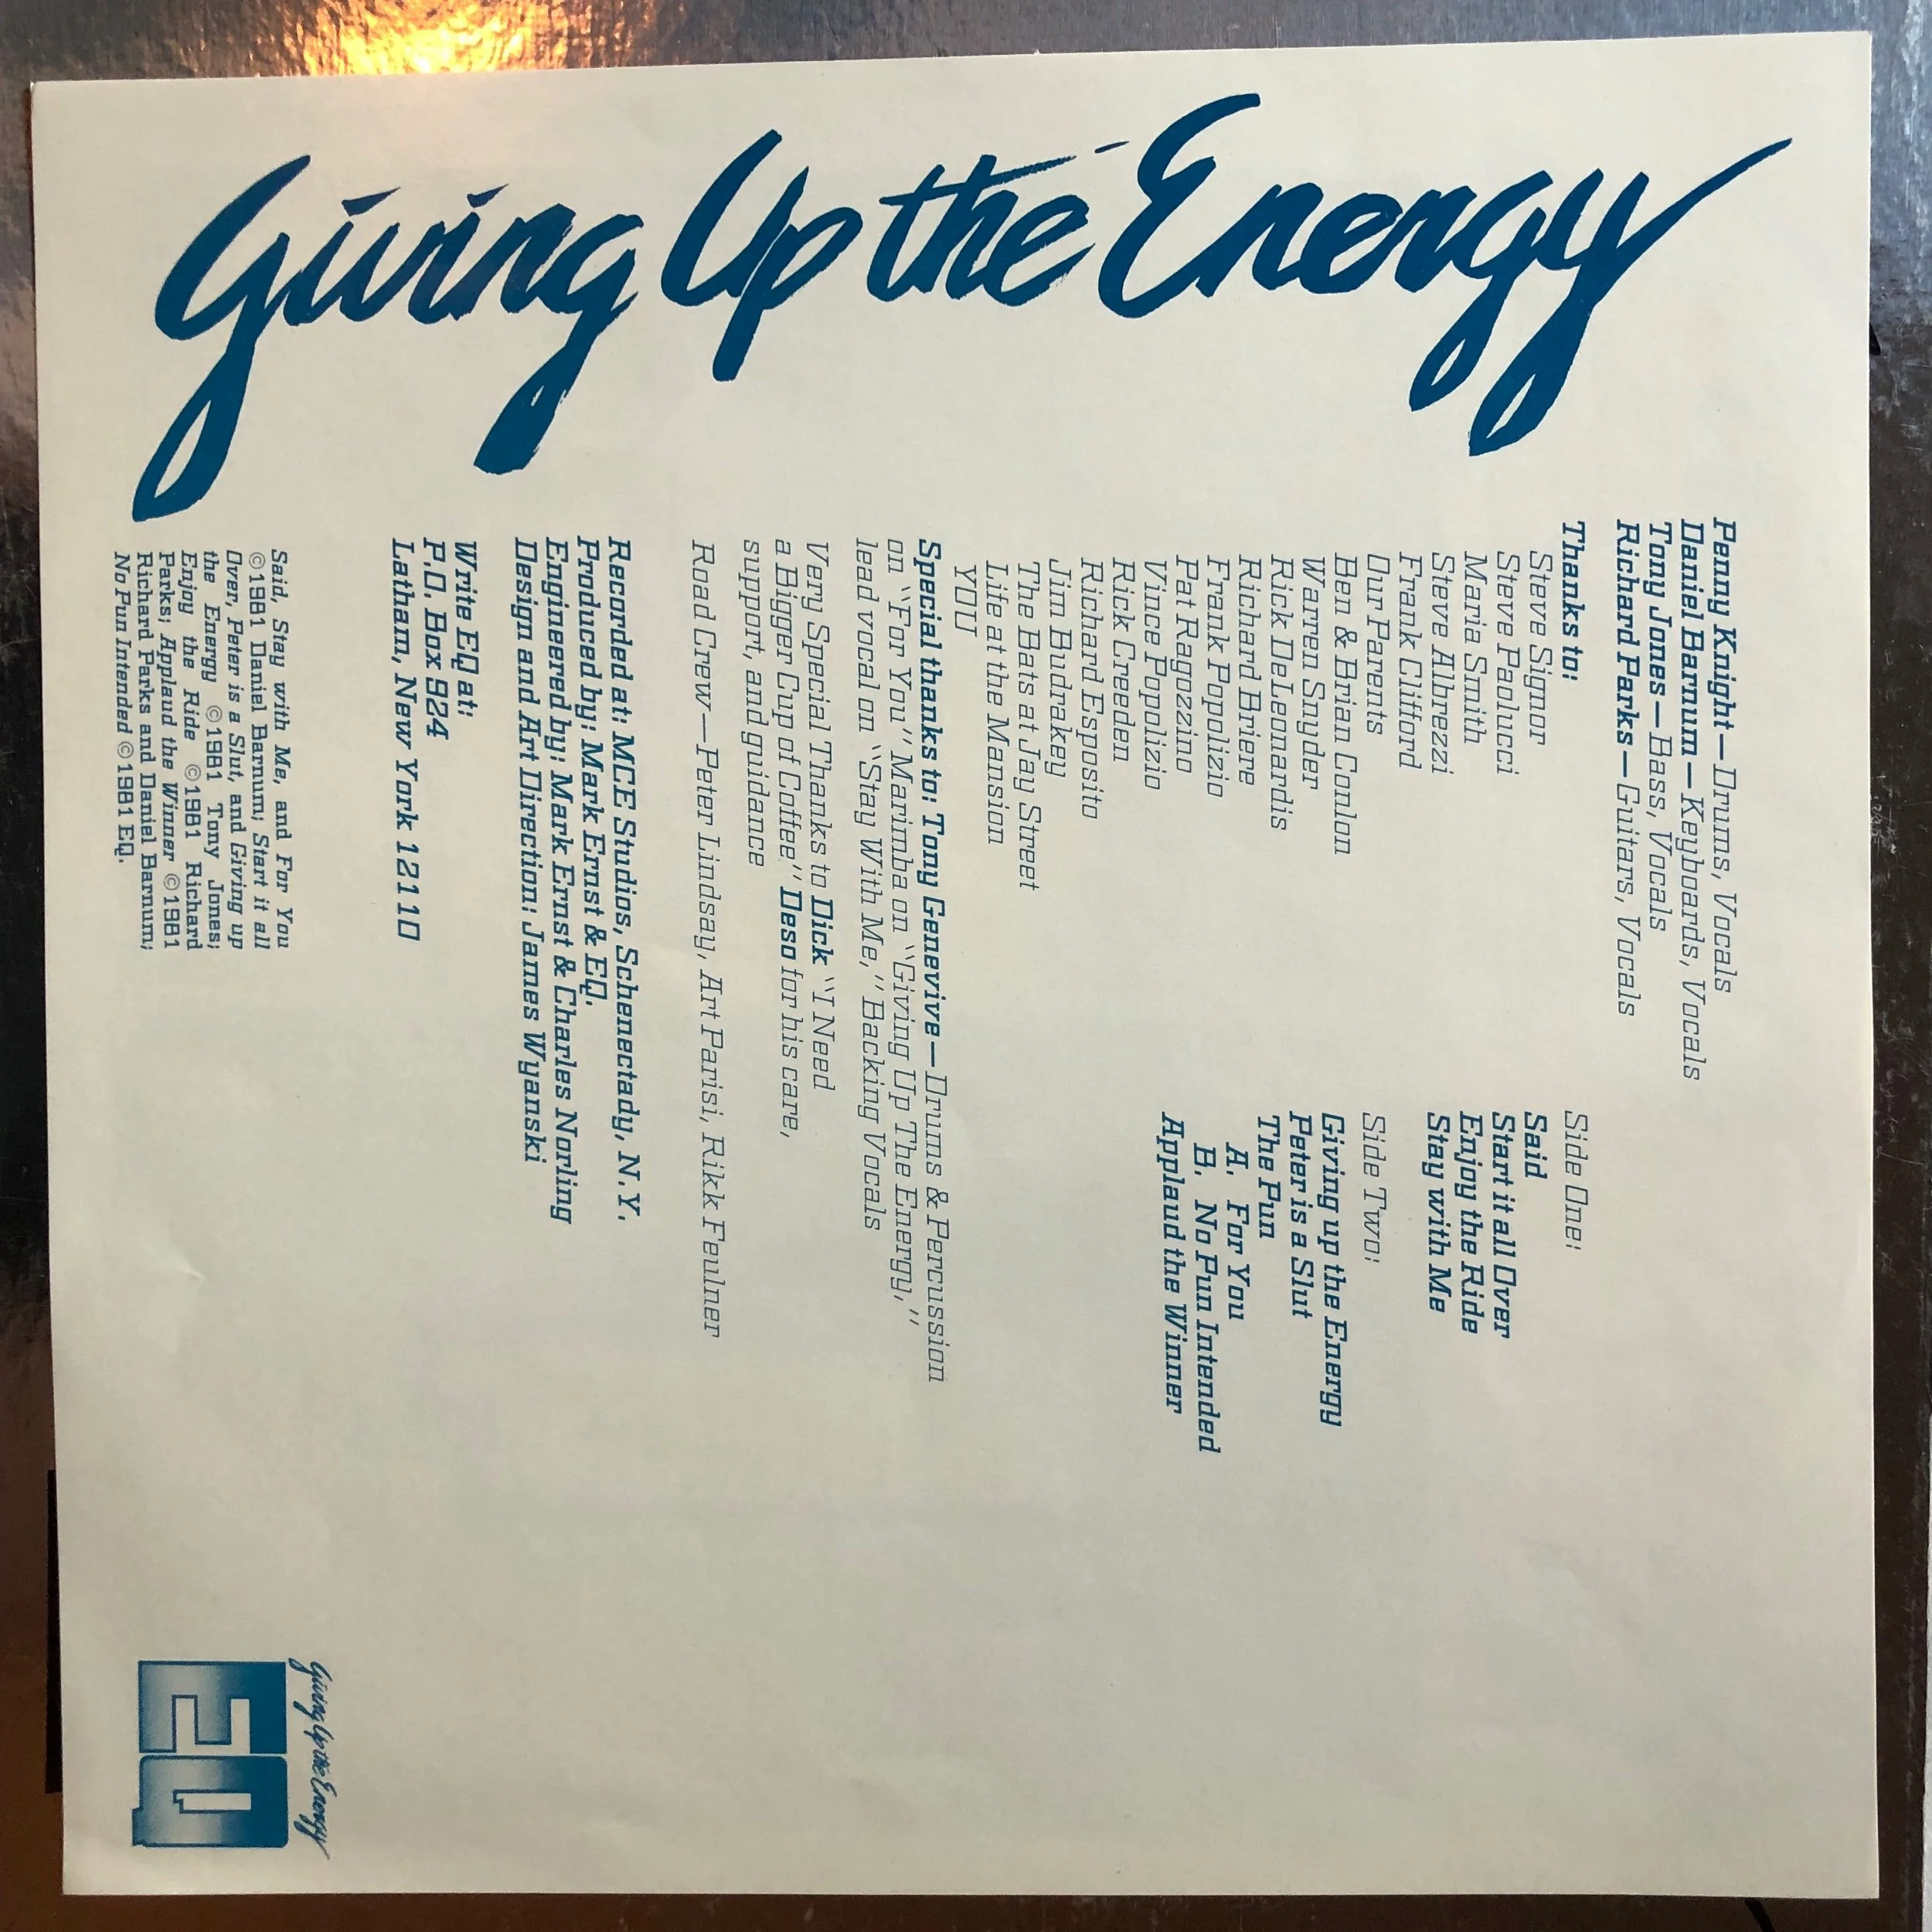 Giving Up the Energy
Penny Knight—Drums, Vocals
Daniel Barnum—Keyboards, Vocals
Tony Jones—Bass, Vocals
Richard Parks—Guitars, Vocals
Thanks to:
Steve Signor
Steve Paolucci
Maria Smith
Steve Albrezzi
Frank Clifford
Our Parents
Ben & Brian Conlon
Warren Snyder
Rick DeLeonardis
Richard Briere
Frank Popolizio
Pat Ragozzino
Vince Popolizio
Rick Creeden
Richard Esposito
Jim Budrakey
The Bats at Jay Street
Life at the Mansion
YOU
Side One:
Said
Start it all Over
Enjoy the Ride
Stay with Me
Side Two:
Giving up the Energy
Peter is a Slut
The Pun
A. For You
B. No Pun Intended
Applaud the Winner
Special thanks to: Tony Genevive—Drums & Percussion
on "For You" Marimba on "Giving Up The Energy,"
lead vocal on "Stay With Me," Backing Vocals
Very Special Thanks to Dick "I Need
a Bigger Cup of Coffee." Deso for his care,
support, and guidance
Road Crew—Peter Lindsay, Art Parisi, Rikk Feulner
Recorded at: MCE Studios, Schenectady, N.Y.
Produced by: Mark Ernst & EQ.
Engineered by: Mark Ernst & Charles Norling
Design and Art Direction: James Wyanski
Write EQ at:
P.O. Box 924
Latham, New York 12110
Said, Stay with Me, and For You
©1981 Daniel Barnum; Start it all
Over, Peter is a Slut, and Giving up
the Energy ©1981 Tony Jones;
Enjoy the Ride ©1981 Richard
Parks; Applaud the Winner ©1981
Richard Parks and Daniel Barnum;
No Pun Intended ©1981 EQ.
Giving Up the Energy
EQ